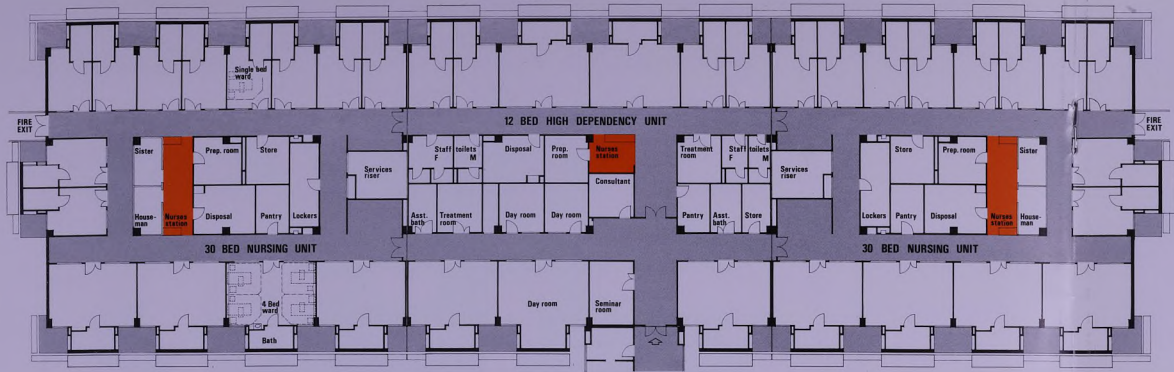 Single bed
ward
FIRE
EXIT
12 BED HIGH DEPENDENCY UNIT
FIRE
EXIT
Sister
Prep. room
Store
Services
riser
Staff
F
toilets
M
Disposal
Prep.
room
Nurses
station
Consultant
Treatment
room
Staff
F
toilets
M
Services
riser
Store
Prep. room
Sister
House-
man
Nurses
station
Disposal
Pantry
Lockers
Asst.
bath
Treatment
room
Day room
Day room
Pantry
Asst.
bath
Store
Lockers
Pantry
Disposal
Nurses
station
House-
man
30 BED NURSING UNIT
30 BED NURSING UNIT
4 Bed
ward
Bath
Day room
Seminar
room